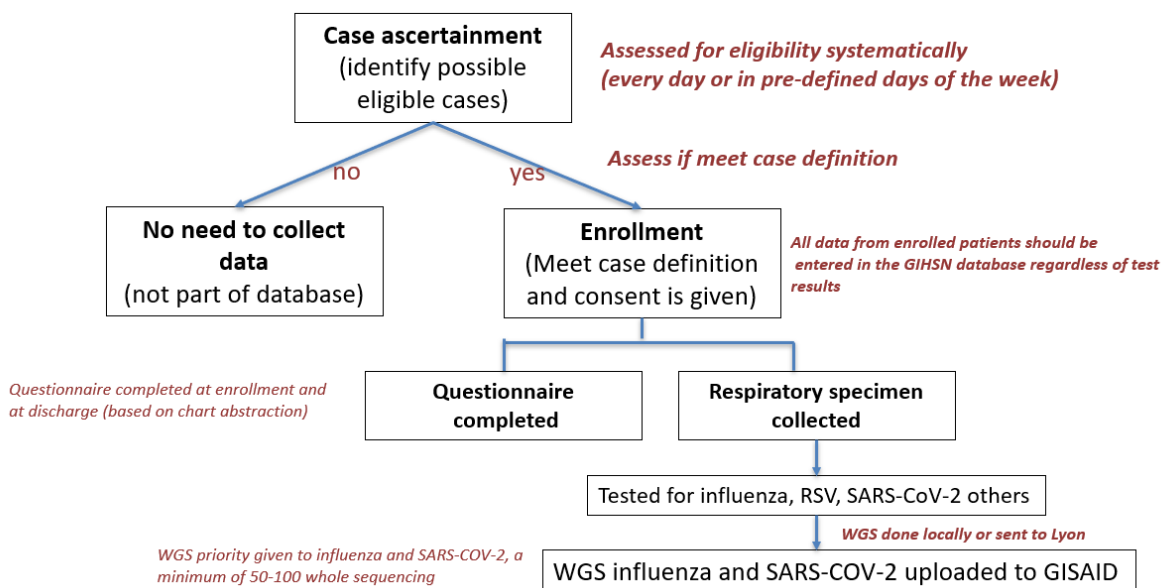 Case ascertainment
(identify possible
eligible cases)
Assessed for eligibility systematically
(every day or in pre-defined days of the week)
Assess if meet case definition
no
yes
No need to collect
data
(not part of database)
Enrollment
(Meet case definition
and consent is given)
All data from enrolled patients should be
entered in the GIHSN database regardless of test
results
Questionnaire completed at enrollment and
at discharge (based on chart abstraction)
Questionnaire
completed
Respiratory specimen
collected
Tested for influenza, RSV, SARS-CoV-2 others
WGS done locally or sent to Lyon
WGS priority given to influenza and SARS-COV-2, a
minimum of 50-100 whole sequencing
WGS influenza and SARS-COV-2 uploaded to GISAID